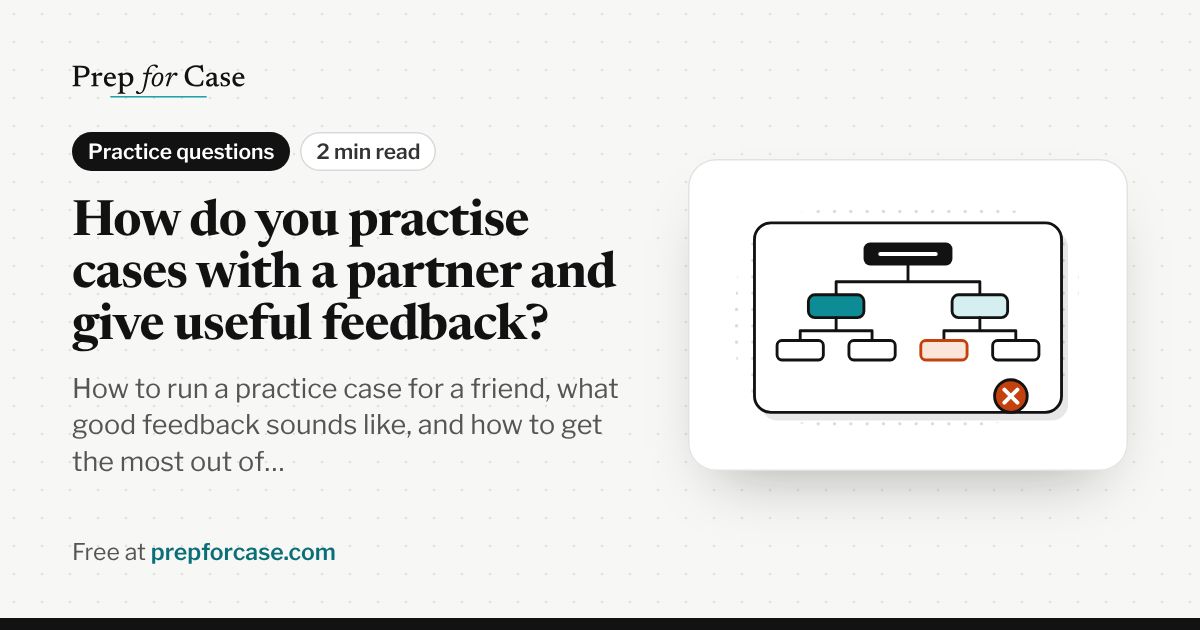 Prep for Case
Practice questions
2 min read
How do you practise
cases with a partner and
give useful feedback?
How to run a practice case for a friend, what
good feedback sounds like, and how to get
the most out of...
Free at prepforcase.com